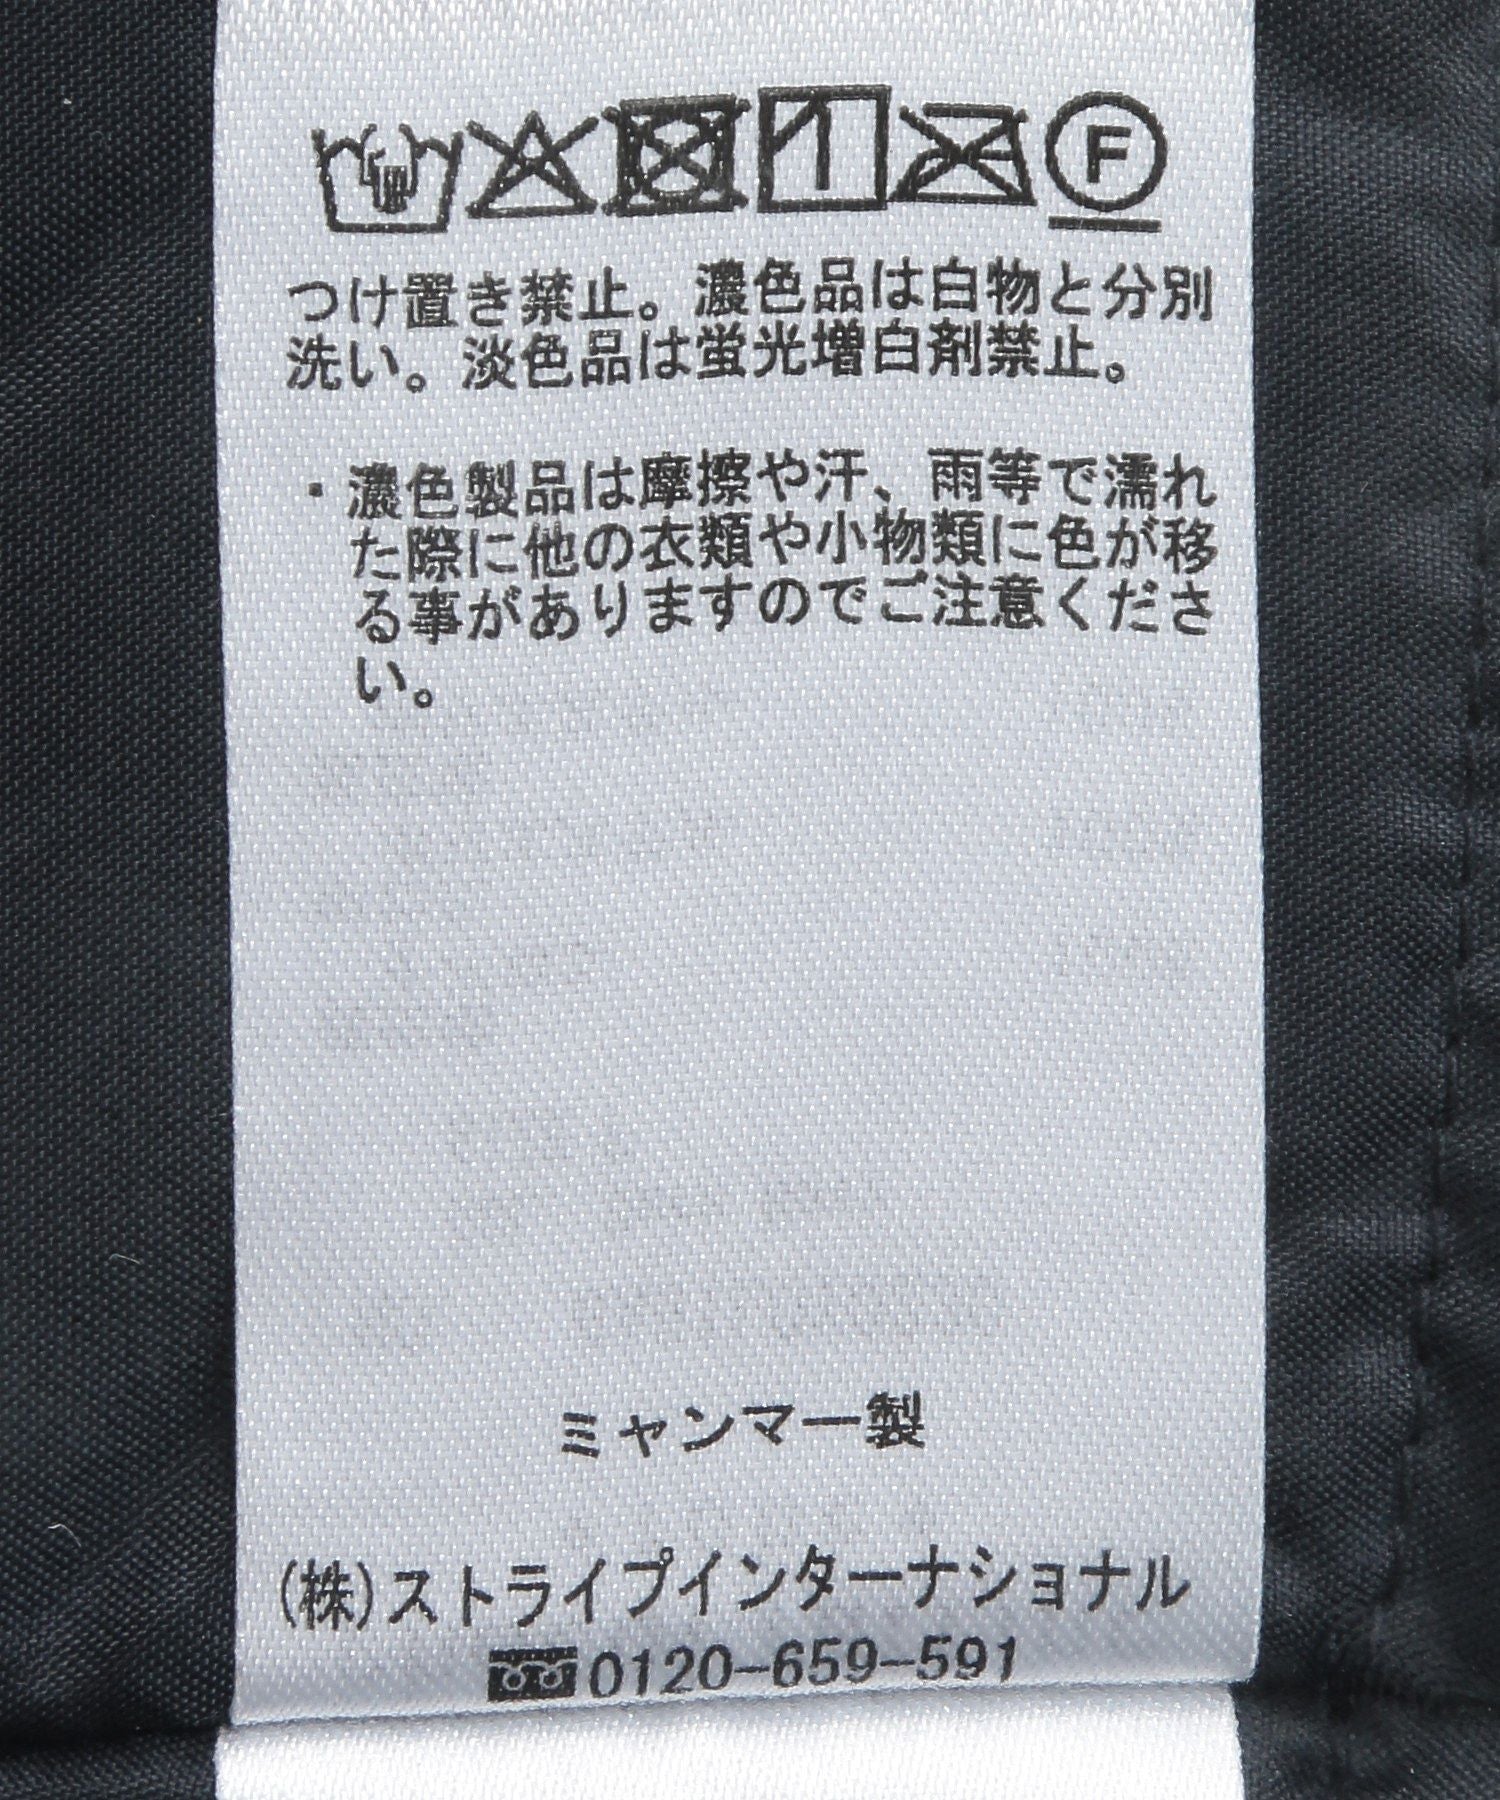 F
つけ置き禁止。濃色品は白物と分別
洗い。淡色品は蛍光増白剤禁止。
・濃色製品は摩擦や汗、雨等で濡れ
た際に他の衣類や小物類に色が移
る事がありますのでご注意くださ
い。
ミャンマー製
(株)ストライプインターナショナル
0120-659-591